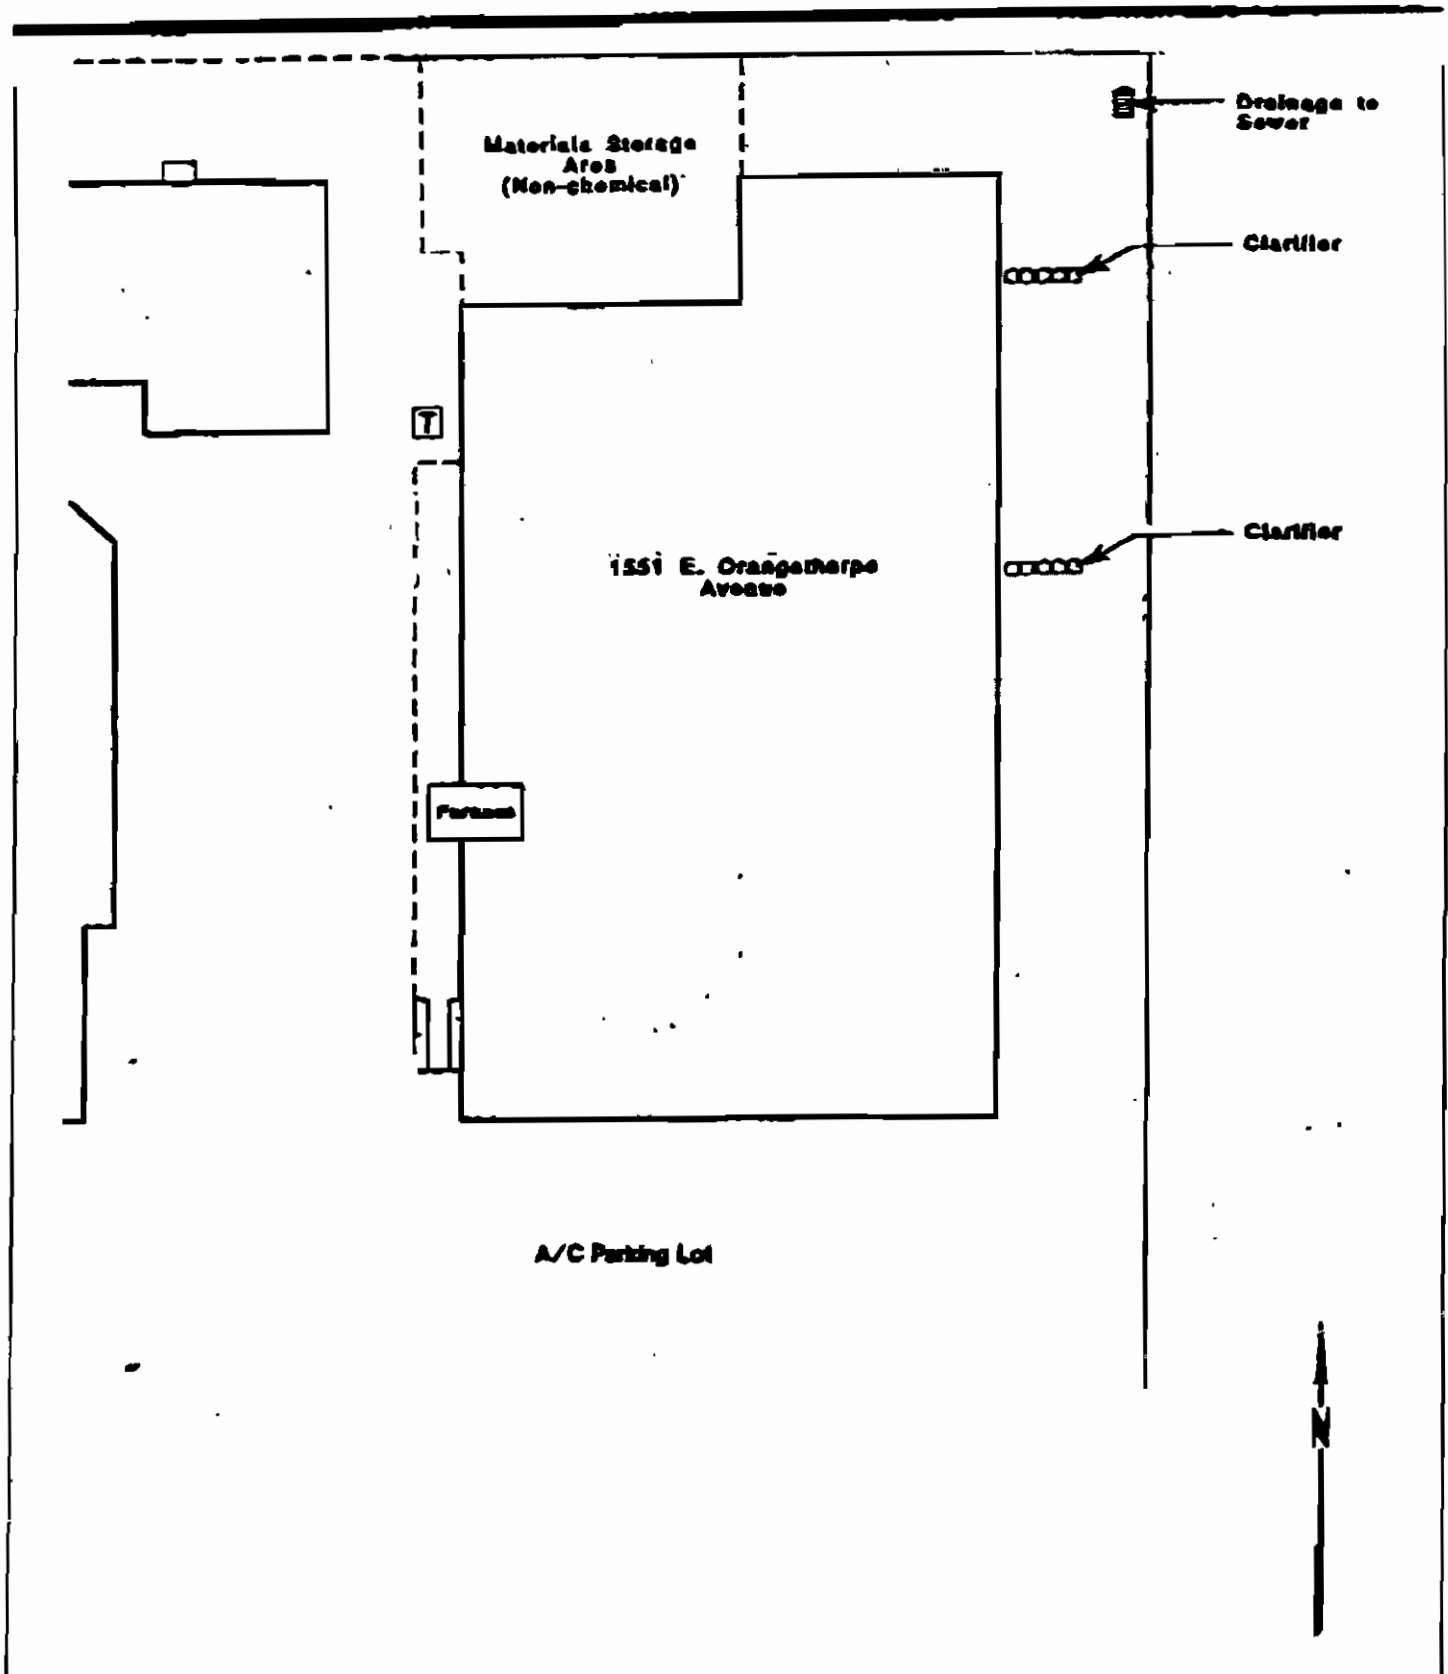 Drainage to
Sewer
Materials Storage
Area
(Non-chemical)
Clarifier
T
Clarifier
1551 E. Orangethorpe
Avenue
Furnace
A/C Parking Lot
N